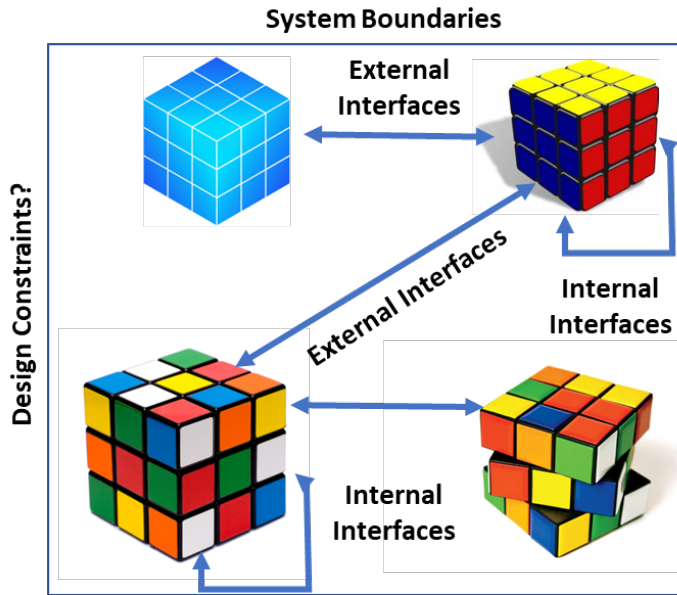 System Boundaries
External
Interfaces
Design Constraints?
External Interfaces
Internal
Interfaces
Internal
Interfaces